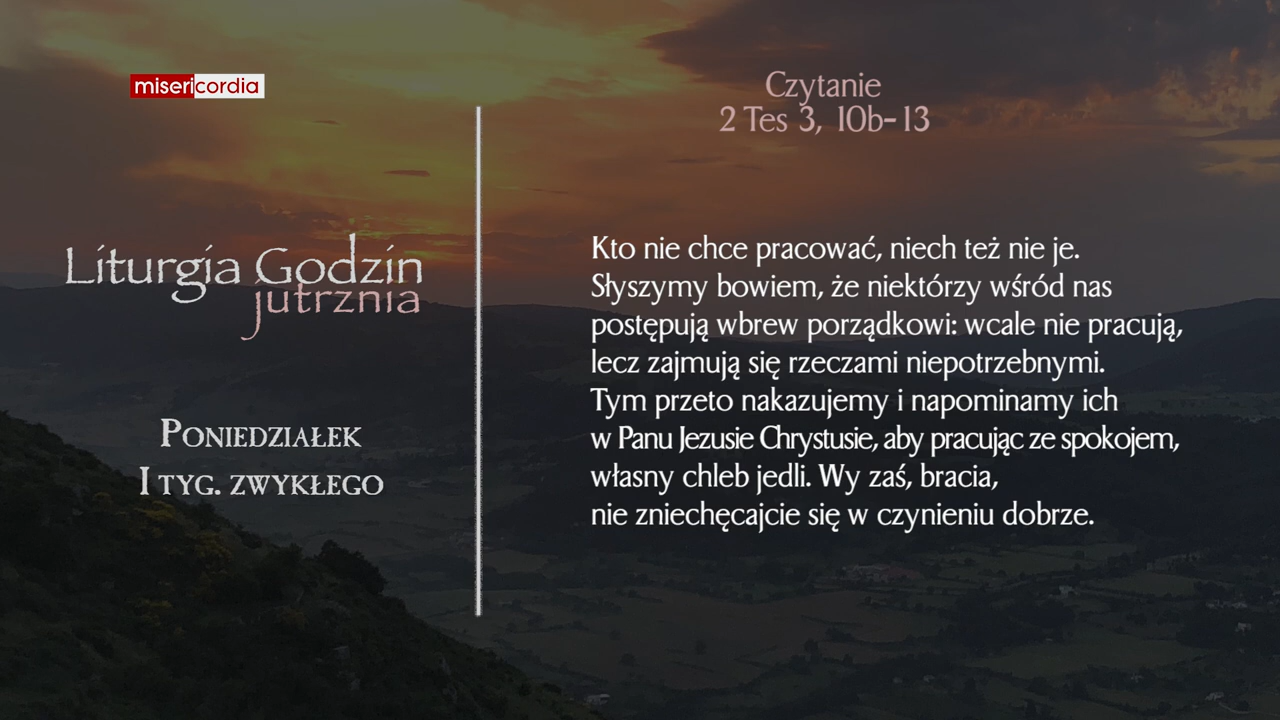 misericordia
Liturgia Godzin
jutrznia
Poniedziałek
I tyg. zwykłego
Czytanie
2 Tes 3, 10b-13
Kto nie chce pracować, niech też nie je.
Słyszymy bowiem, że niektórzy wśród nas
postępują wbrew porządkowi: wcale nie pracują,
lecz zajmują się rzeczami niepotrzebnymi.
Tym przeto nakazujemy i napominamy ich
w Panu Jezusie Chrystusie, aby pracując ze spokojem,
własny chleb jedli. Wy zaś, bracia,
nie zniechęcajcie się w czynieniu dobrze.